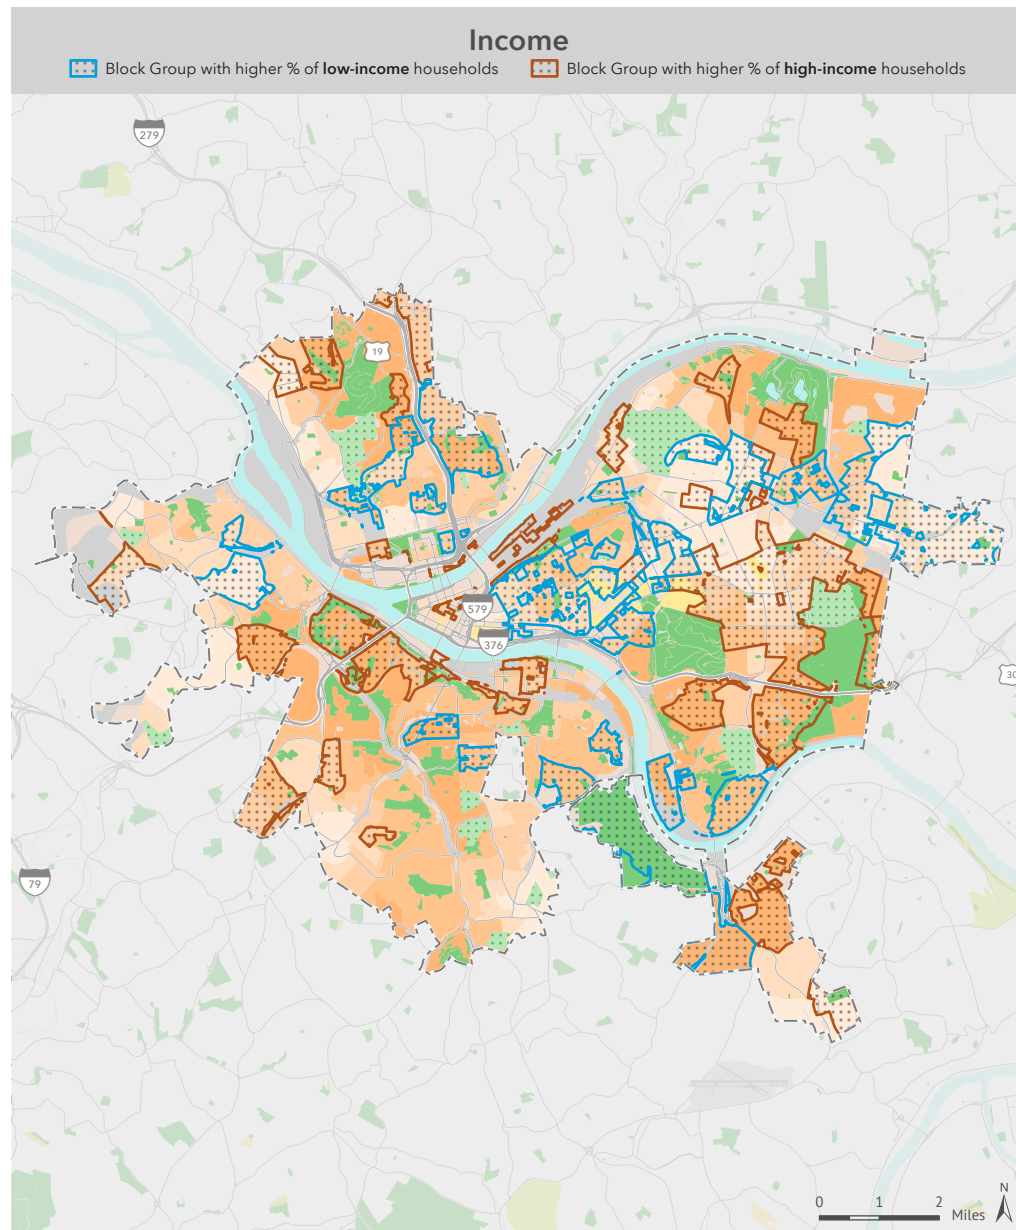 Income
Block Group with higher % of low-income households
Block Group with higher % of high-income households
279
19
579
376
30
79
N
0 1 2
Miles